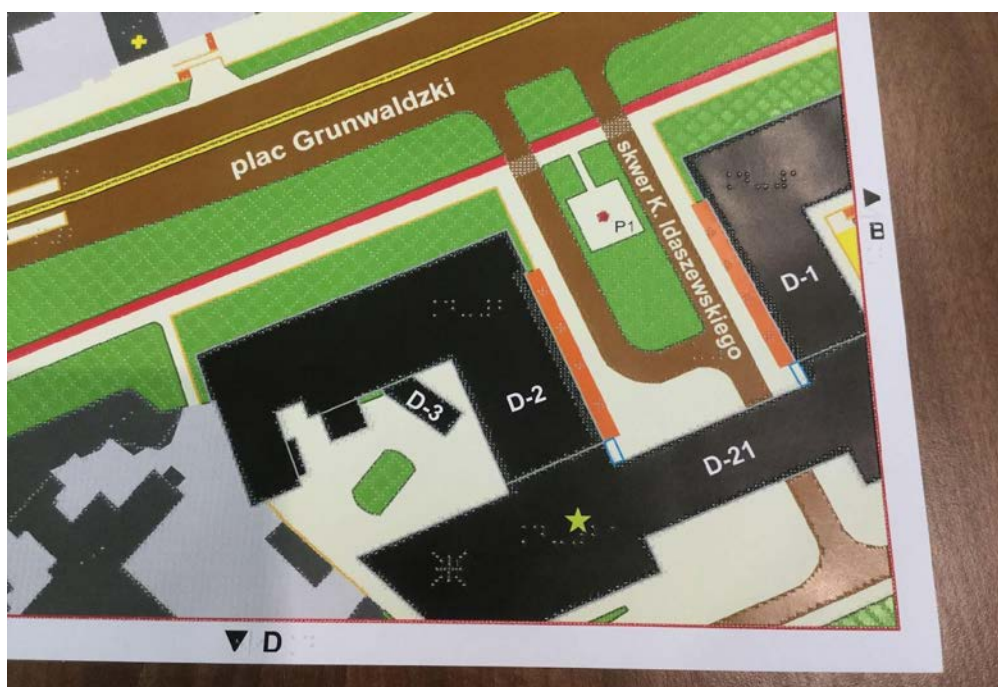 plac Grunwaldzki
skwer K. Idaszewskiego
P1
D-1
B
D-3
D-2
D-21
D